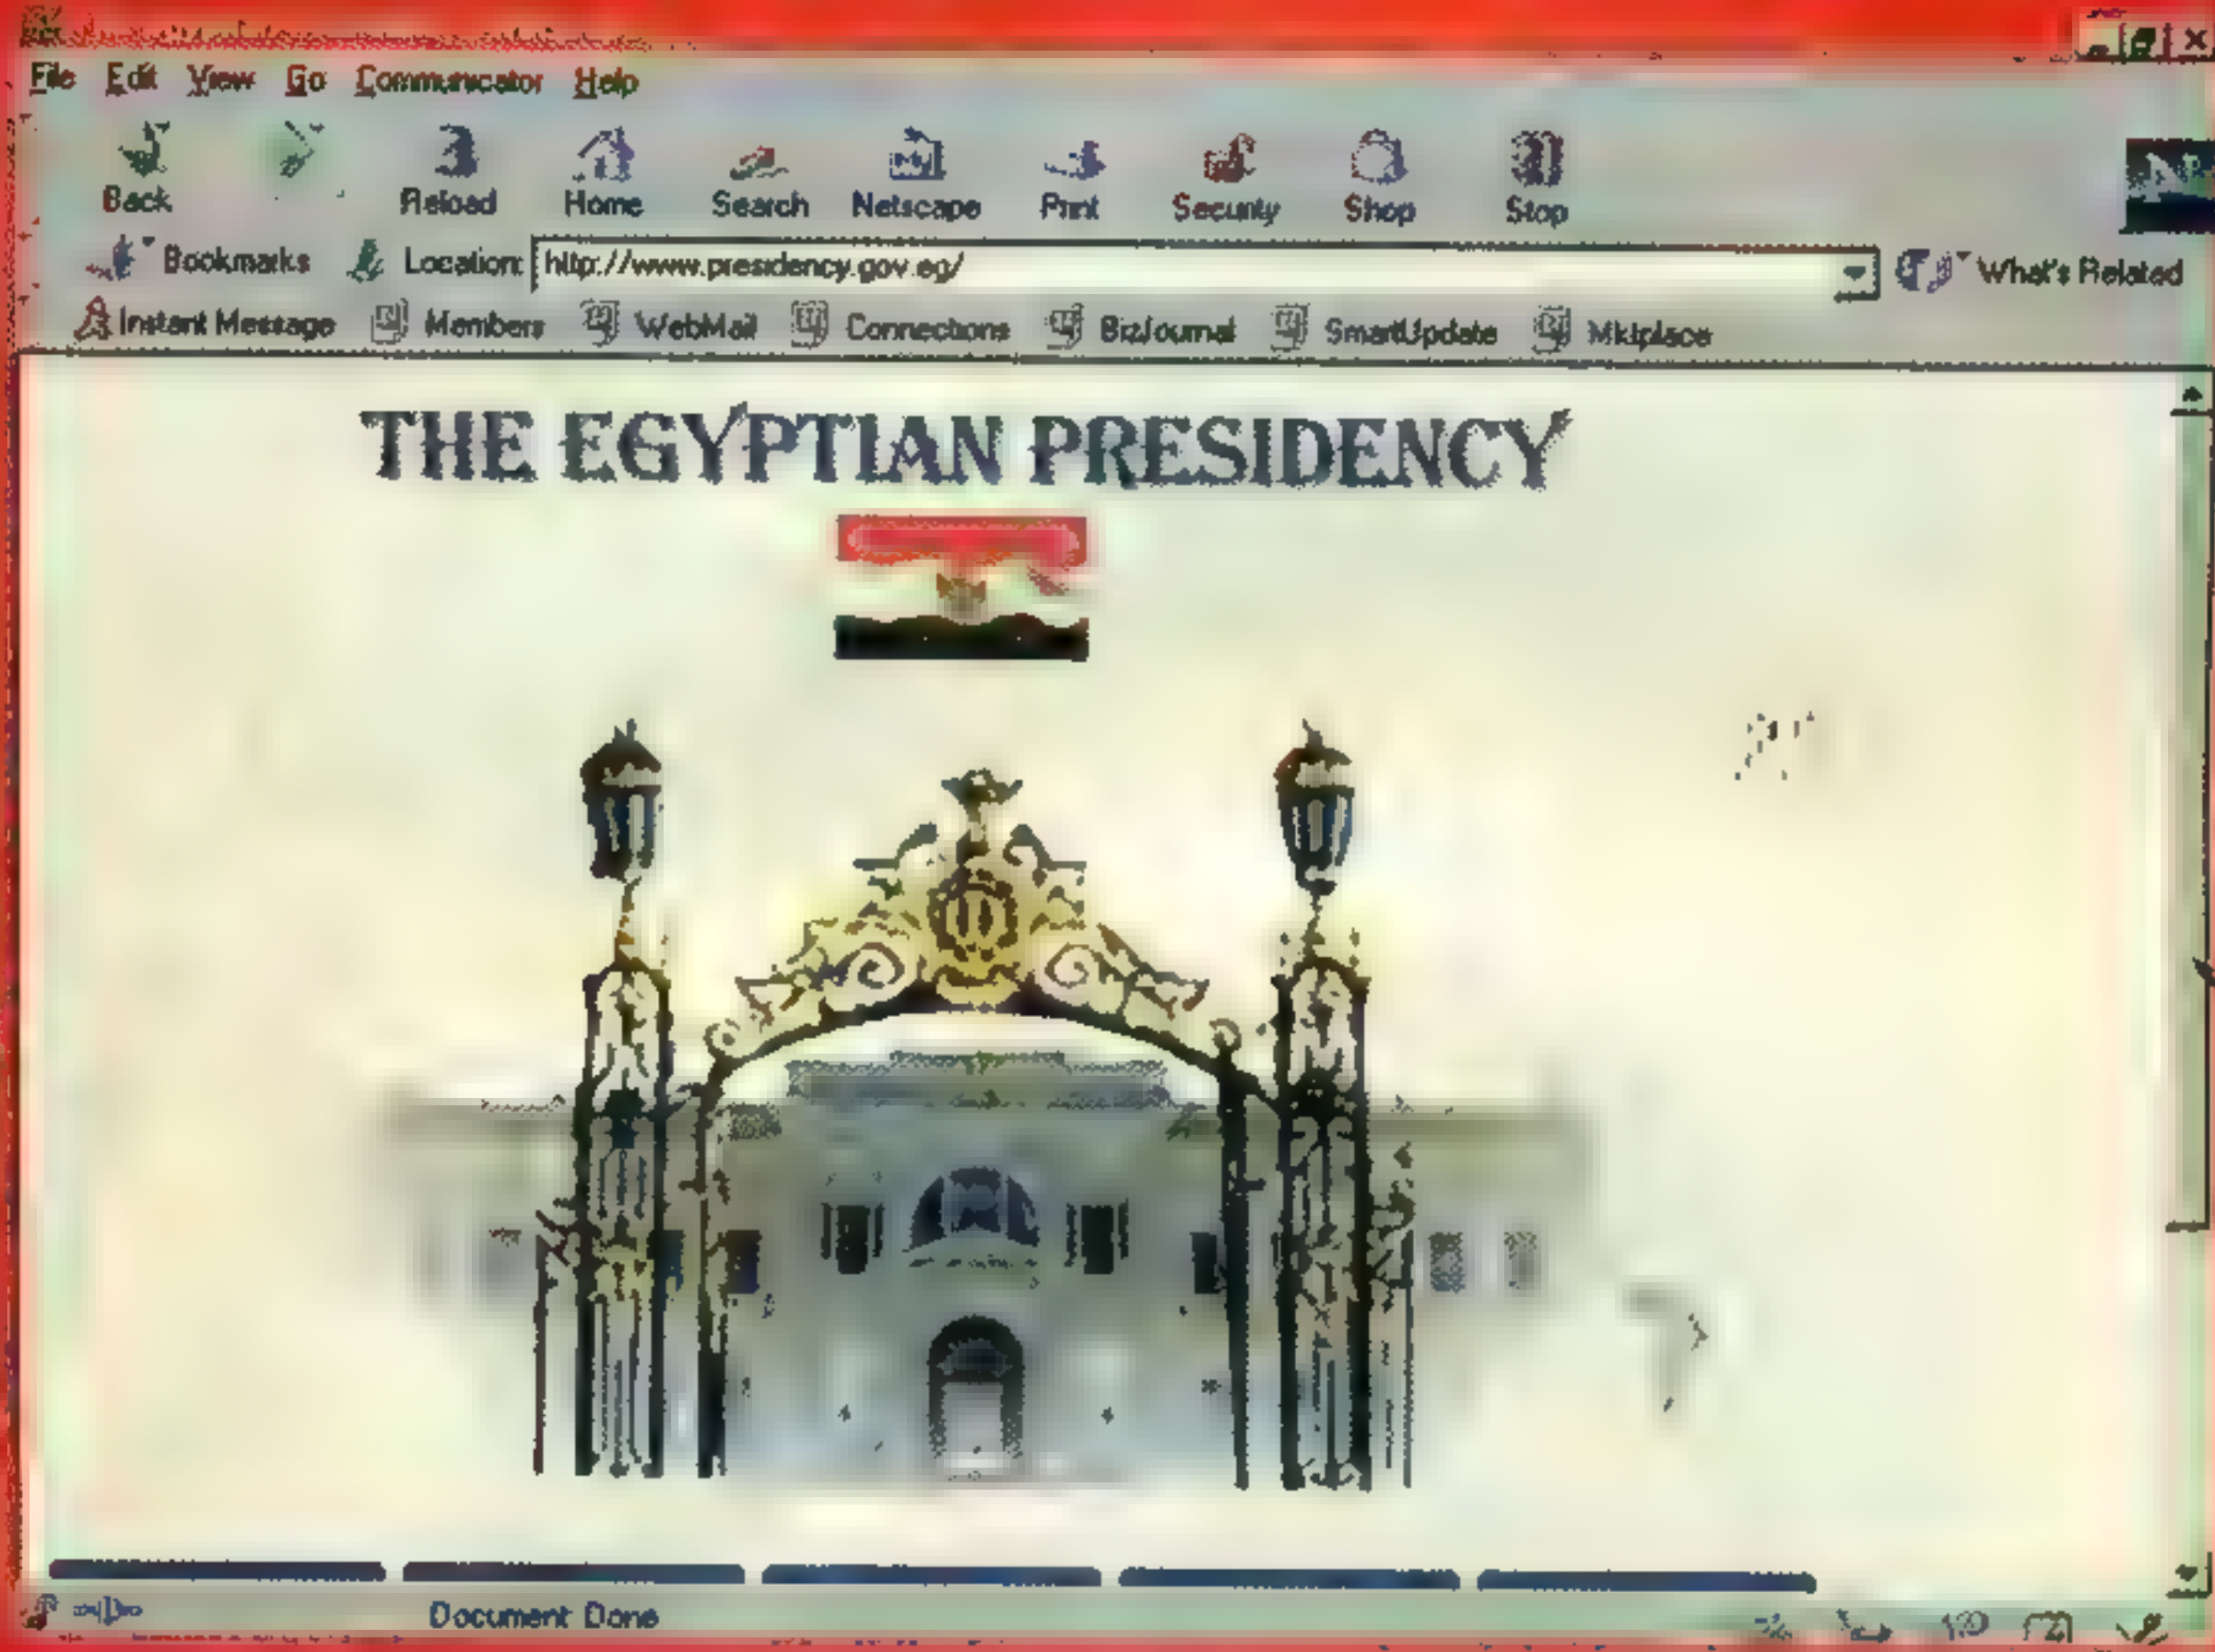 File Edit View Go Communicator Help
Back Reload Home Search Netscape Print Security Shop Stop
Bookmarks Location: http://www.presidency.gov.eg/ What's Related
Instant Message Members WebMail Connections BizJournal SmartUpdate Mktplace
THE EGYPTIAN PRESIDENCY
Document Done